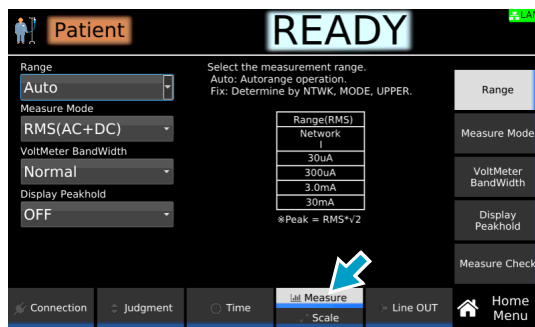 Patient
READY
LAN
Range
Auto
Measure Mode
RMS(AC+DC)
VoltMeter BandWidth
Normal
Display Peakhold
OFF
Select the measurement range.
Auto: Autorange operation.
Fix: Determine by NTWK, MODE, UPPER.
Range(RMS)
Network
I
30uA
300uA
3.0mA
30mA
※Peak = RMS*√2
Range
Measure Mode
VoltMeter
BandWidth
Display
Peakhold
Measure Check
Connection
Judgment
Time
Measure
Scale
Line OUT
Home
Menu